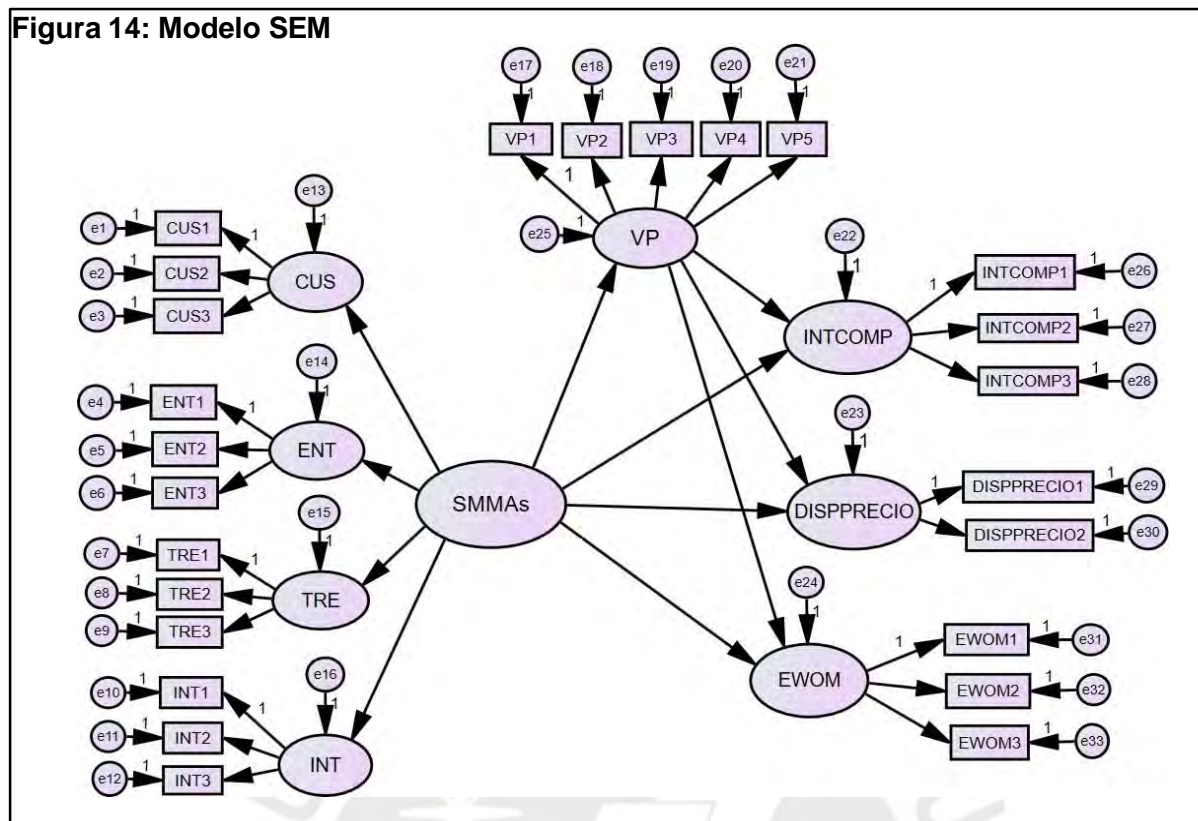 Figura 14: Modelo SEM
e17 e18 e19 e20 e21
1 1 1 1 1
VP1 VP2 VP3 VP4 VP5
1
e25 1 VP
e13
1
e1 1 CUS1 1
e2 1 CUS2
e3 1 CUS3
CUS
e22
1
INTCOMP
1 INTCOMP1 1 e26
INTCOMP2 1 e27
INTCOMP3 1 e28
e14
1
e4 1 ENT1 1
e5 1 ENT2
e6 1 ENT3
ENT
SMMAs
e23
1
DISPPRECIO
1 DISPPRECIO1 1 e29
DISPPRECIO2 1 e30
e15
1
e7 1 TRE1 1
e8 1 TRE2
e9 1 TRE3
TRE
e24
1
EWOM
1 EWOM1 1 e31
EWOM2 1 e32
EWOM3 1 e33
e16
1
e10 1 INT1 1
e11 1 INT2
e12 1 INT3
INT